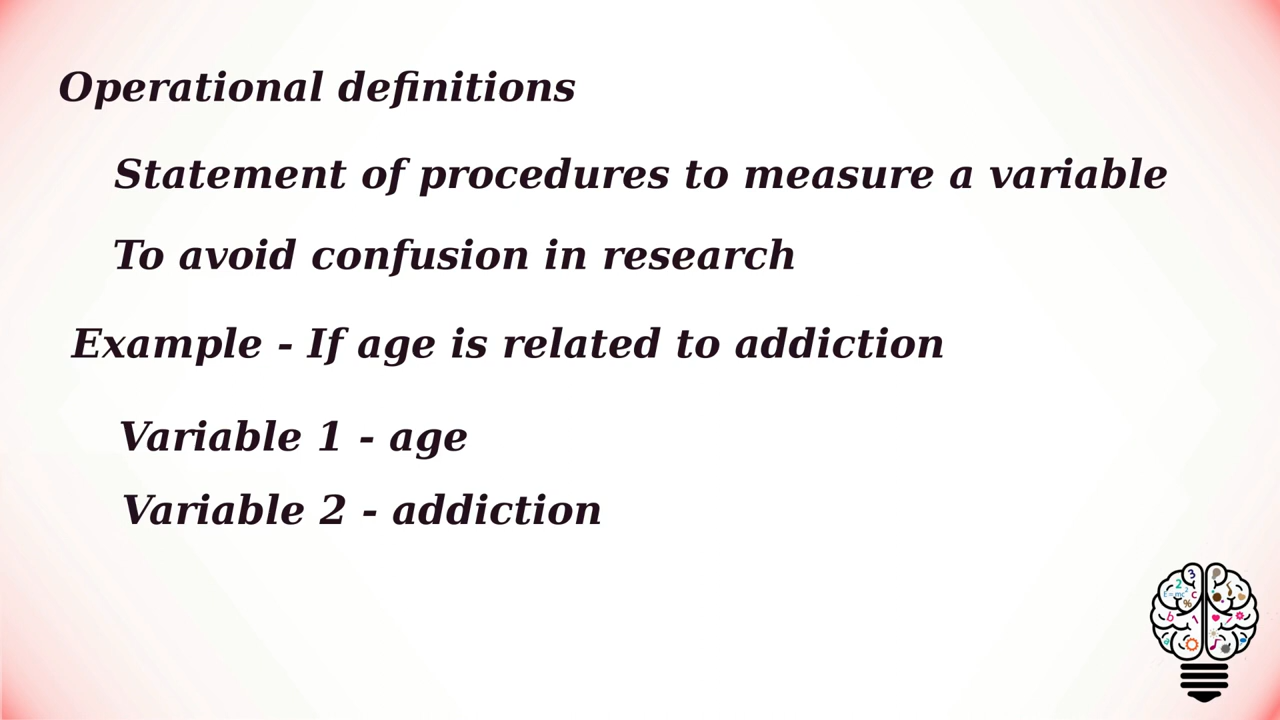 Operational definitions
Statement of procedures to measure a variable
To avoid confusion in research
Example - If age is related to addiction
Variable 1 - age
Variable 2 - addiction